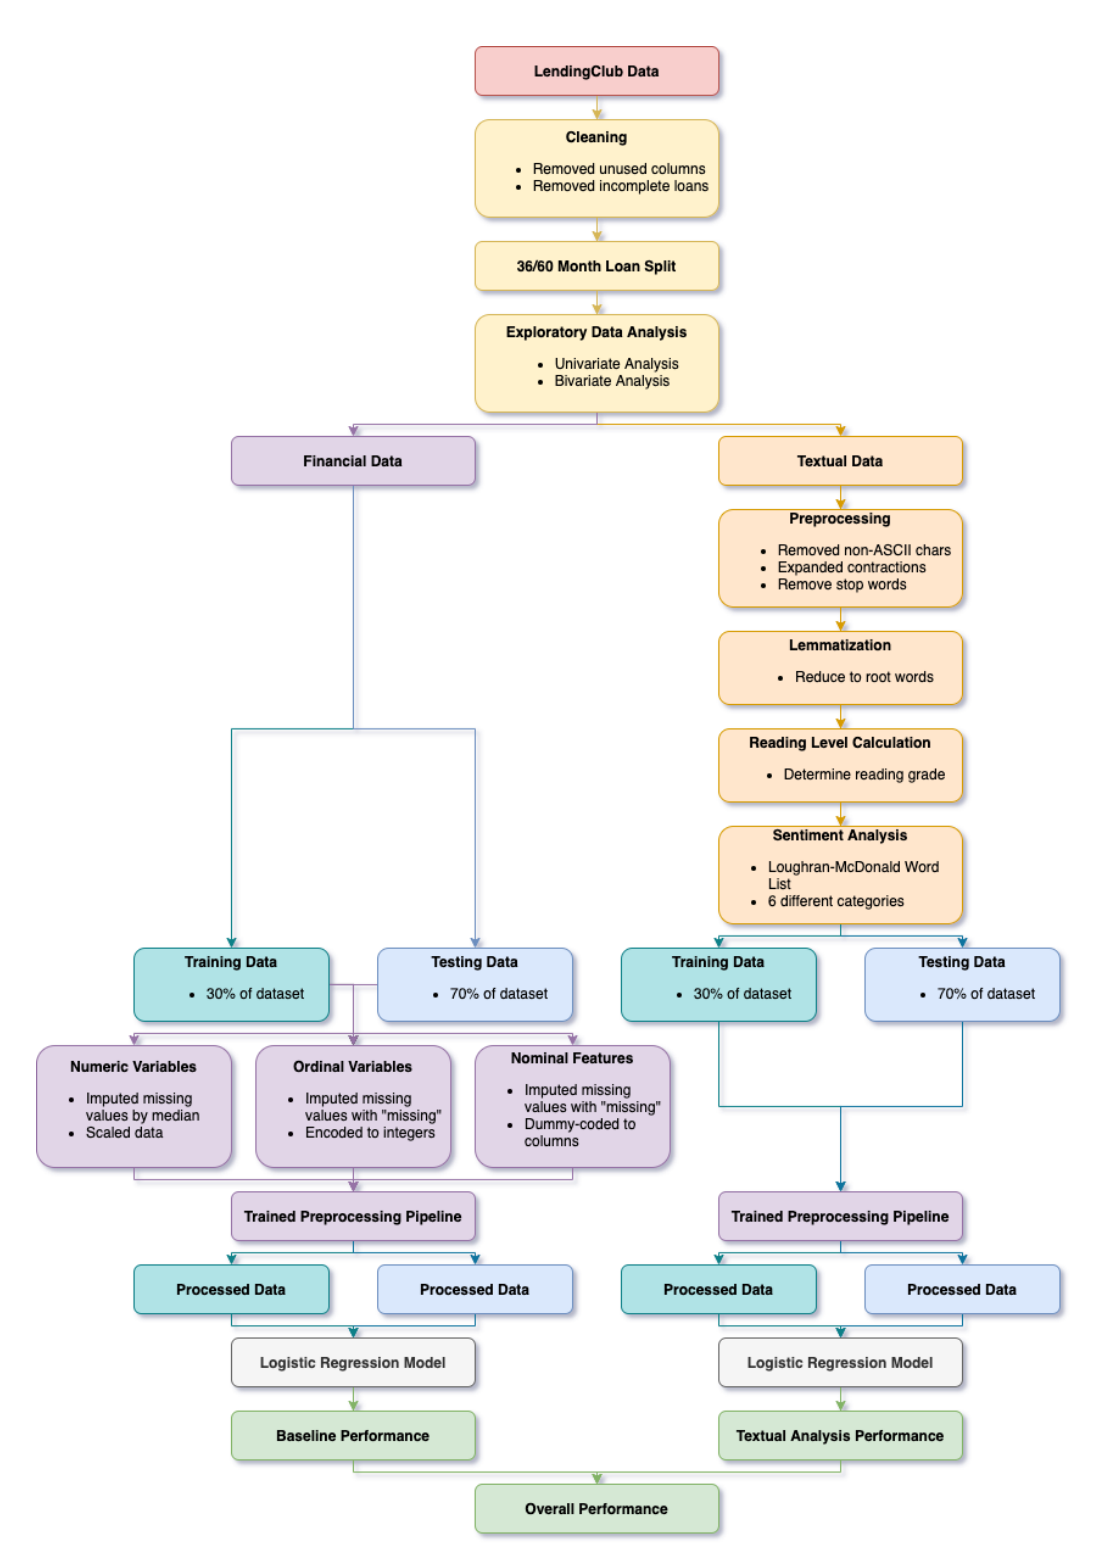 LendingClub Data
Cleaning
• Removed unused columns
• Removed incomplete loans
36/60 Month Loan Split
Exploratory Data Analysis
• Univariate Analysis
• Bivariate Analysis
Financial Data
Textual Data
Preprocessing
• Removed non-ASCII chars
• Expanded contractions
• Remove stop words
Lemmatization
• Reduce to root words
Reading Level Calculation
• Determine reading grade
Sentiment Analysis
• Loughran-McDonald Word
List
• 6 different categories
Training Data
• 30% of dataset
Testing Data
• 70% of dataset
Training Data
• 30% of dataset
Testing Data
• 70% of dataset
Numeric Variables
• Imputed missing
values by median
• Scaled data
Ordinal Variables
• Imputed missing
values with "missing"
• Encoded to integers
Nominal Features
• Imputed missing
values with "missing"
• Dummy-coded to
columns
Trained Preprocessing Pipeline
Trained Preprocessing Pipeline
Processed Data
Processed Data
Processed Data
Processed Data
Logistic Regression Model
Logistic Regression Model
Baseline Performance
Textual Analysis Performance
Overall Performance